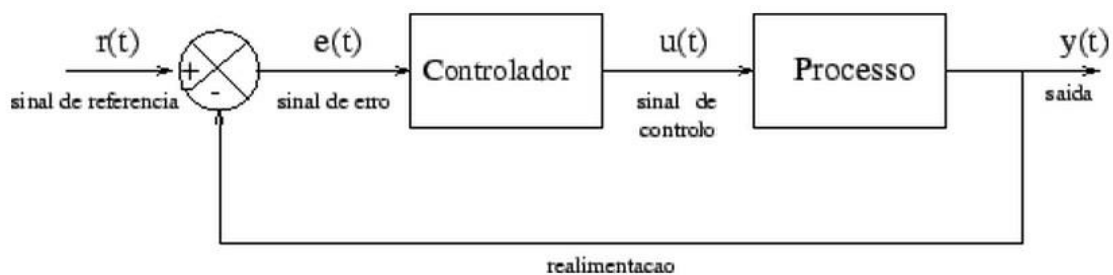 r(t)
e(t)
u(t)
y(t)
+
-
Controlador
Processo
sinal de referencia
sinal de erro
sinal de
controlo
saida
realimentacao